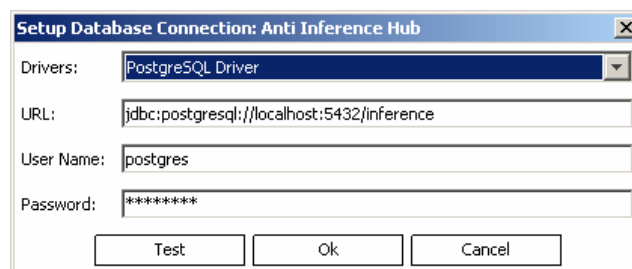 Setup Database Connection: Anti Inference Hub
Drivers: PostgreSQL Driver
URL: jdbc:postgresql://localhost:5432/inference
User Name: postgres
Password: ********
Test Ok Cancel